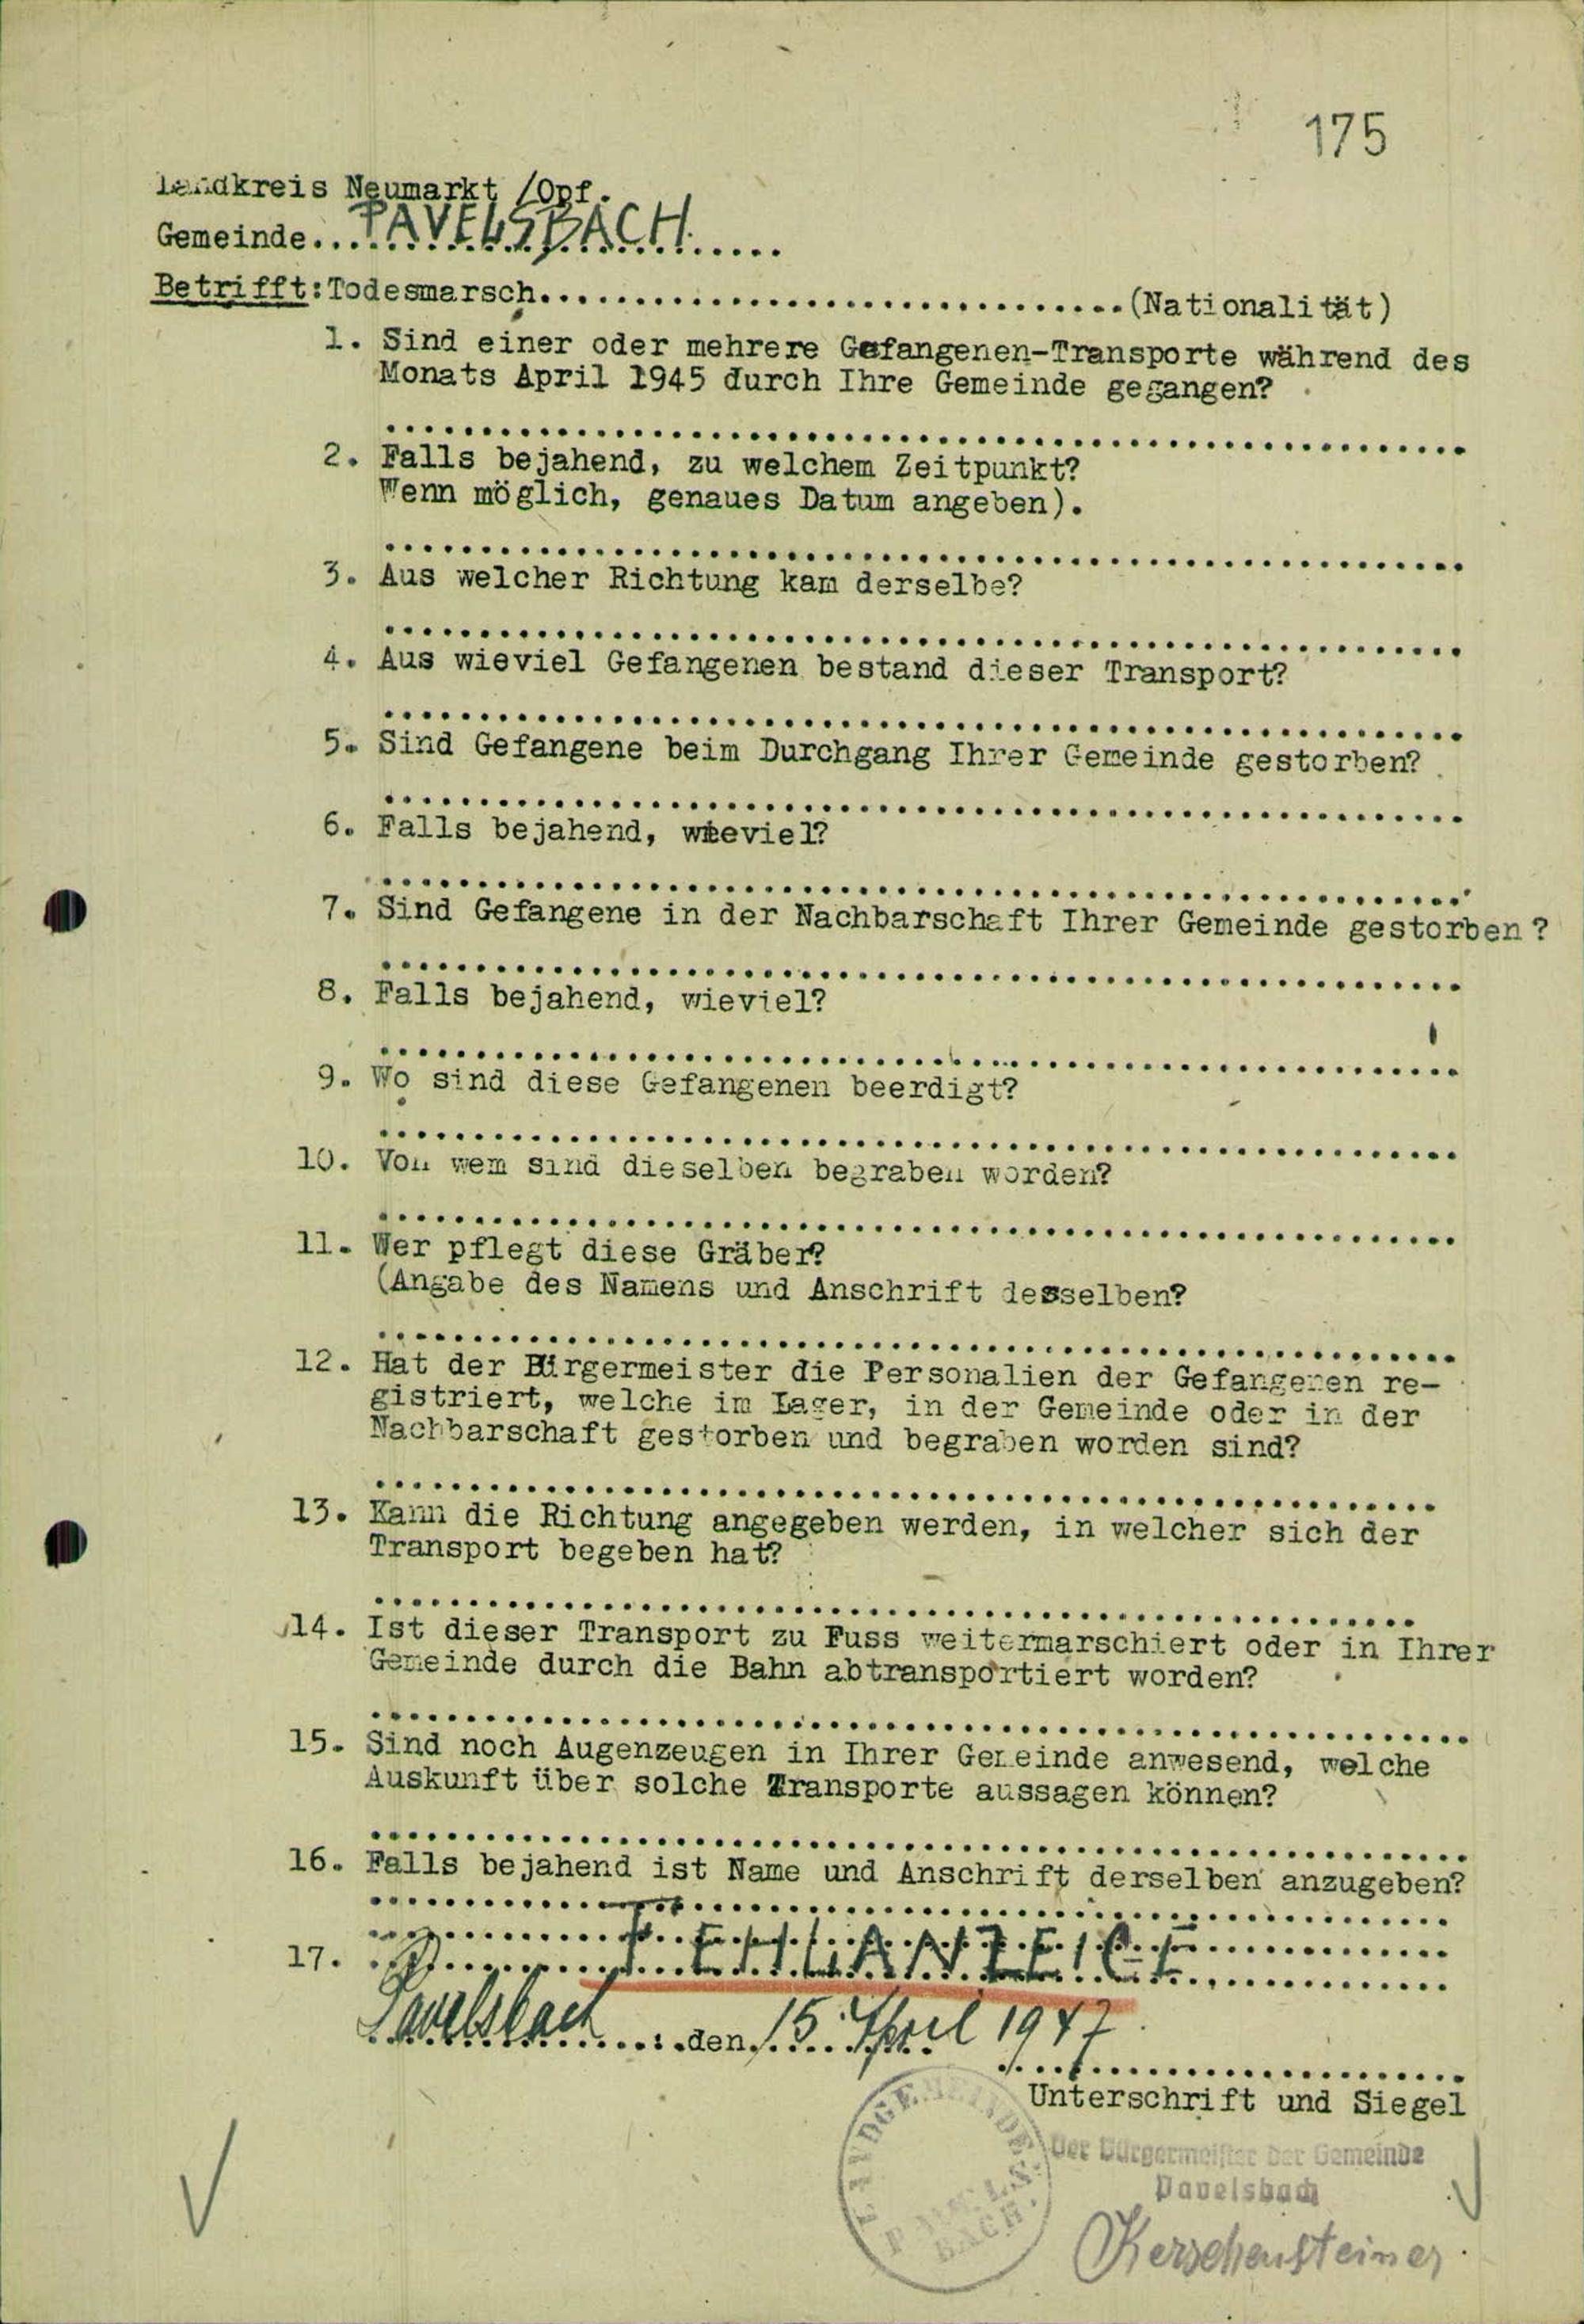 175
Landkreis Neumarkt /Opf.
Gemeinde....PAVELSBACH.....
Betrifft:Todesmarsch...............................(Nationalität)
1. Sind einer oder mehrere Gefangenen-Transporte während des
Monats April 1945 durch Ihre Gemeinde gegangen?
2. Falls bejahend, zu welchem Zeitpunkt?
Wenn möglich, genaues Datum angeben).
3. Aus welcher Richtung kam derselbe?
4. Aus wieviel Gefangenen bestand dieser Transport?
5. Sind Gefangene beim Durchgang Ihrer Gemeinde gestorben?
6. Falls bejahend, wieviel?
7. Sind Gefangene in der Nachbarschaft Ihrer Gemeinde gestorben?
8. Falls bejahend, wieviel?
9. Wo sind diese Gefangenen beerdigt?
10. Von wem sind dieselben begraben worden?
11. Wer pflegt diese Gräber?
(Angabe des Namens und Anschrift desselben?
12. Hat der Bürgermeister die Personalien der Gefangenen re-
gistriert, welche im Lager, in der Gemeinde oder in der
Nachbarschaft gestorben und begraben worden sind?
13. Kann die Richtung angegeben werden, in welcher sich der
Transport begeben hat?
14. Ist dieser Transport zu Fuss weitermarschiert oder in Ihrer
Gemeinde durch die Bahn abtransportiert worden?
15. Sind noch Augenzeugen in Ihrer Gemeinde anwesend, welche
Auskunft über solche Transporte aussagen können?
16. Falls bejahend ist Name und Anschrift derselben anzugeben?
17. FEHLANZEIGE
Pavelsbach......den 15. April 1947
Unterschrift und Siegel
LANDGEMEINDE
PAVELS-
BACH.
Der Bürgermeister der Gemeinde
Pavelsbach
Kerschensteiner